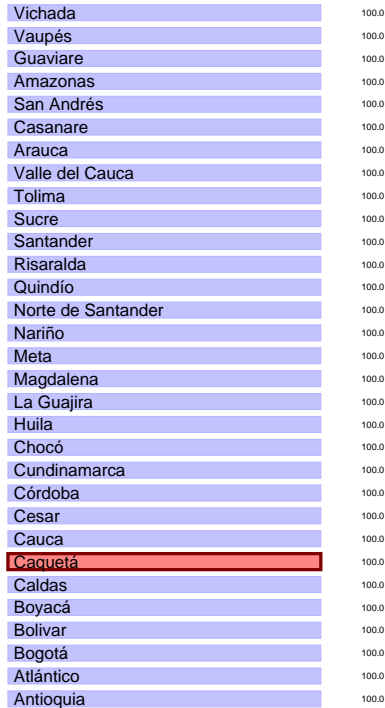 Vichada 100.0
Vaupés 100.0
Guaviare 100.0
Amazonas 100.0
San Andrés 100.0
Casanare 100.0
Arauca 100.0
Valle del Cauca 100.0
Tolima 100.0
Sucre 100.0
Santander 100.0
Risaralda 100.0
Quindío 100.0
Norte de Santander 100.0
Nariño 100.0
Meta 100.0
Magdalena 100.0
La Guajira 100.0
Huila 100.0
Chocó 100.0
Cundinamarca 100.0
Córdoba 100.0
Cesar 100.0
Cauca 100.0
Caquetá 100.0
Caldas 100.0
Boyacá 100.0
Bolivar 100.0
Bogotá 100.0
Atlántico 100.0
Antioquia 100.0